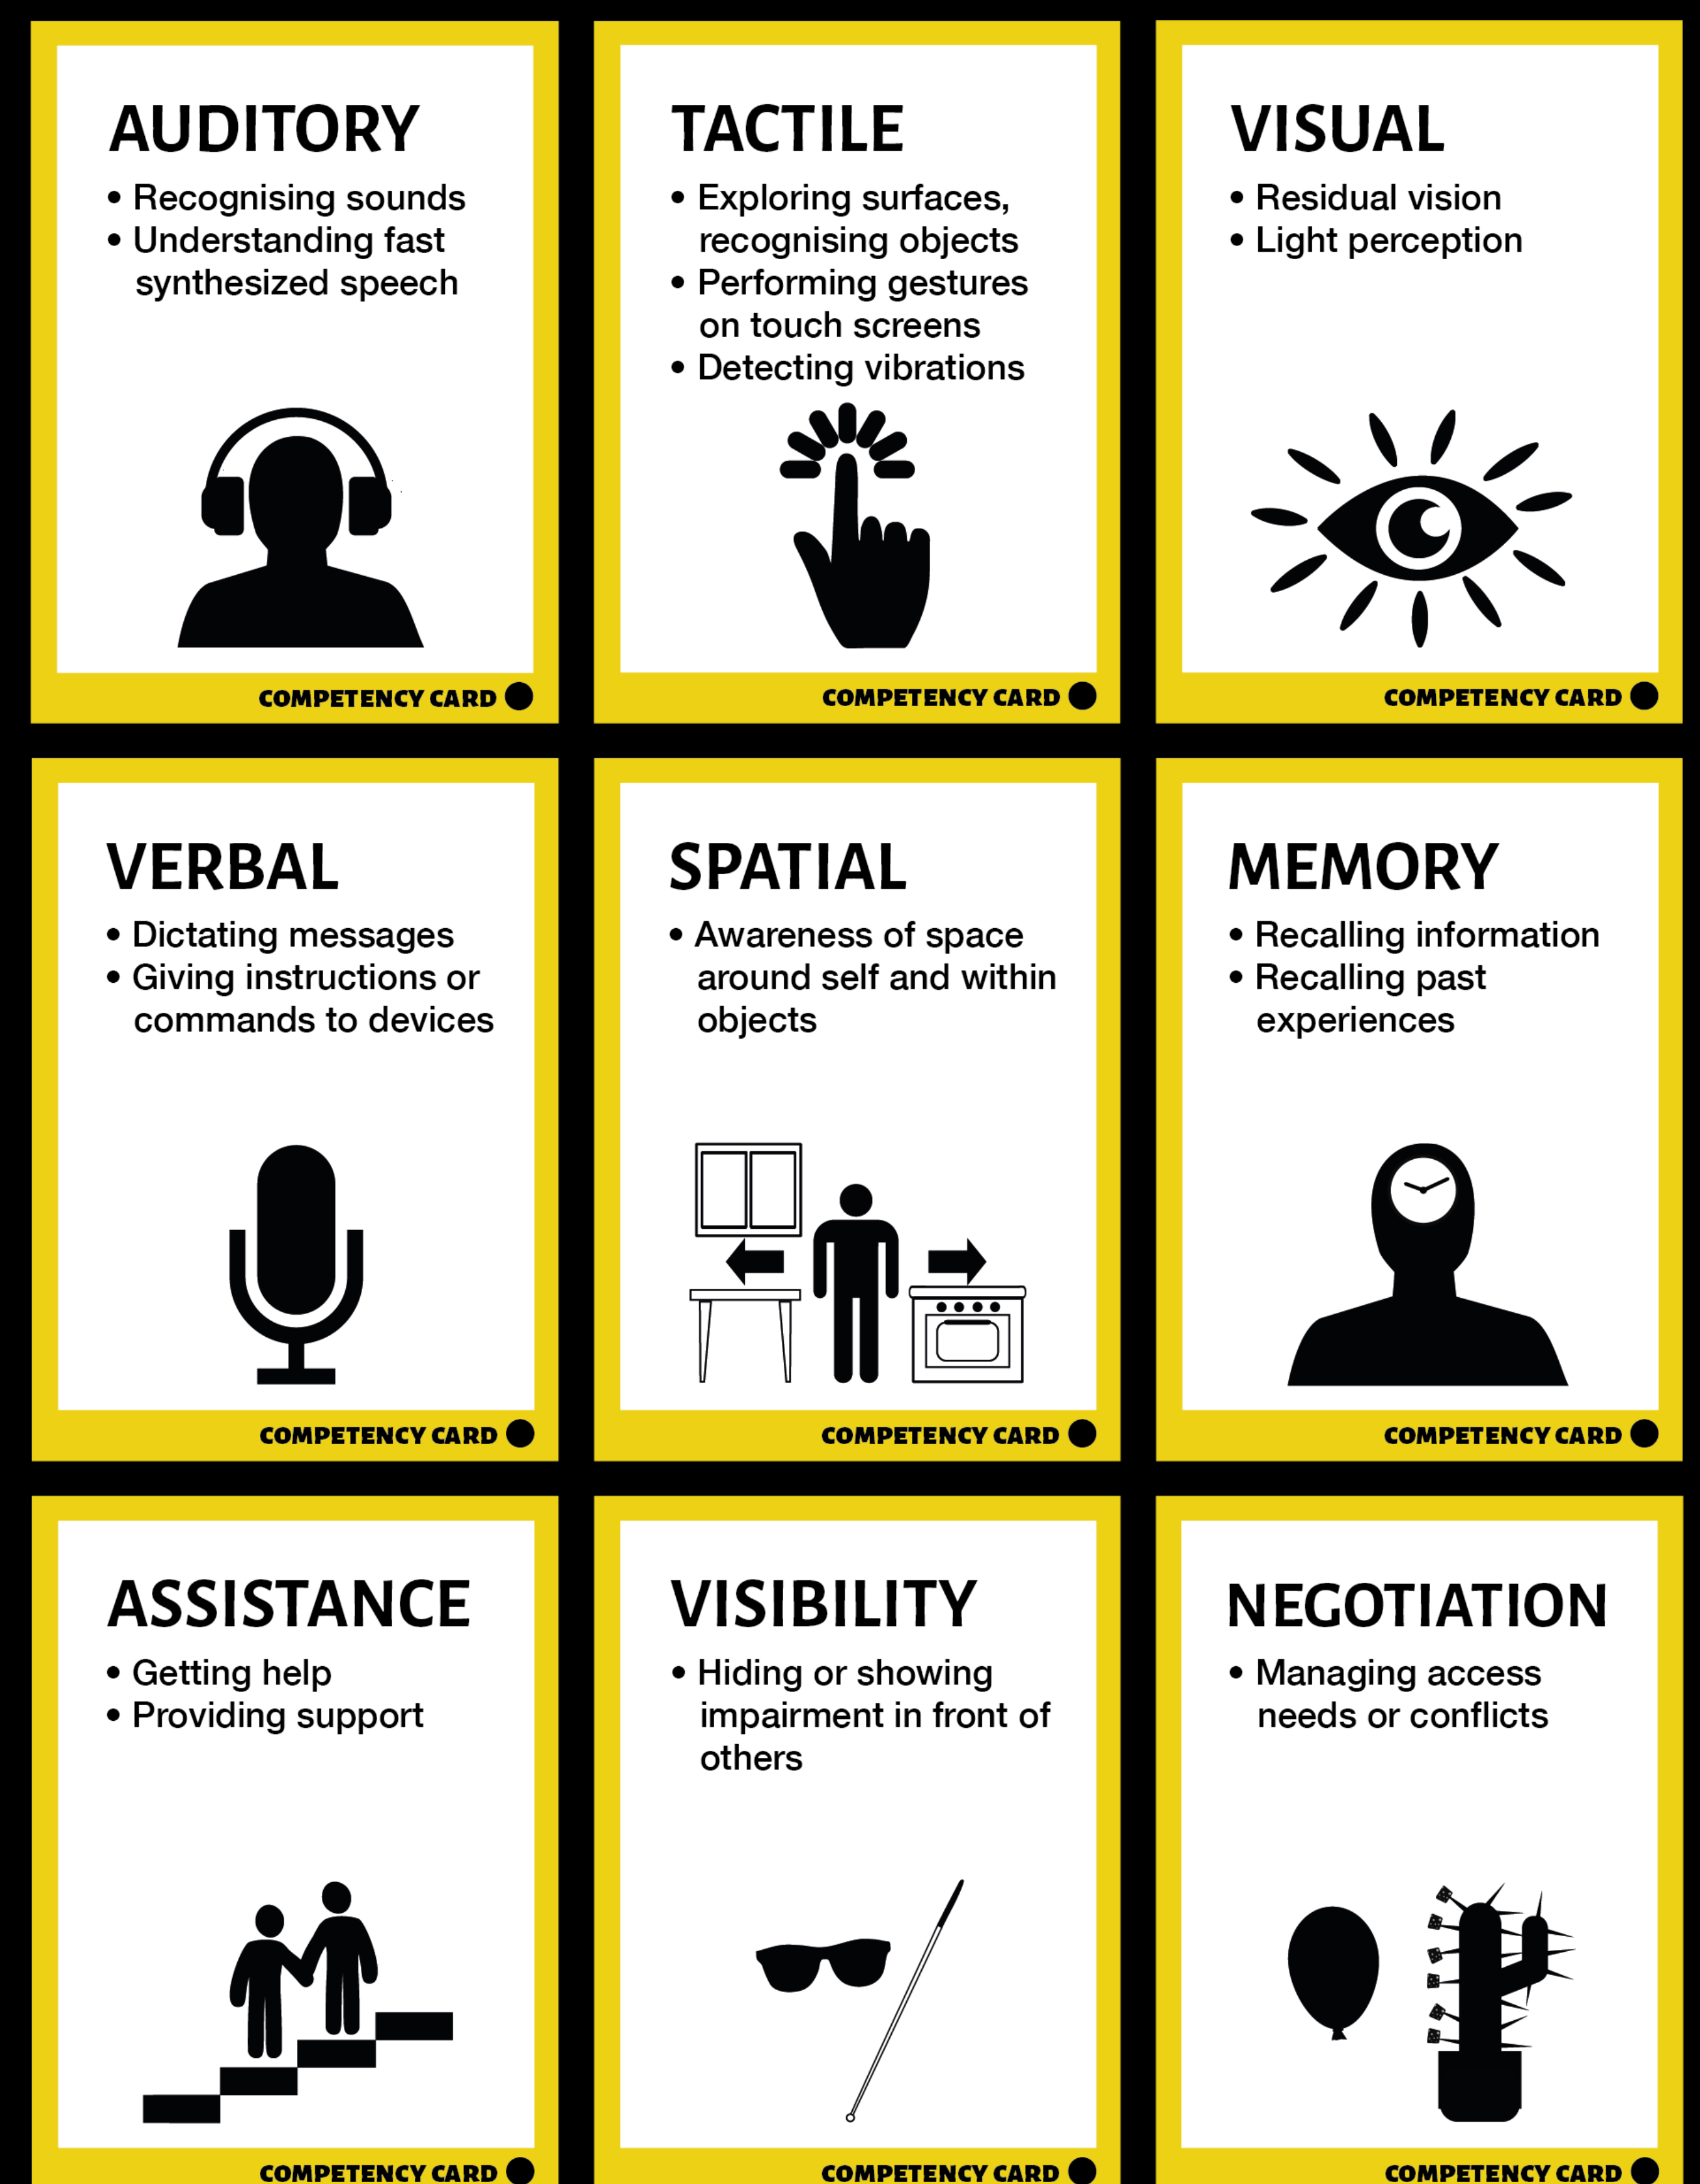 AUDITORY
• Recognising sounds
• Understanding fast
synthesized speech
COMPETENCY CARD
TACTILE
• Exploring surfaces,
recognising objects
• Performing gestures
on touch screens
• Detecting vibrations
COMPETENCY CARD
VISUAL
• Residual vision
• Light perception
COMPETENCY CARD
VERBAL
• Dictating messages
• Giving instructions or
commands to devices
COMPETENCY CARD
SPATIAL
• Awareness of space
around self and within
objects
COMPETENCY CARD
MEMORY
• Recalling information
• Recalling past
experiences
COMPETENCY CARD
ASSISTANCE
• Getting help
• Providing support
COMPETENCY CARD
VISIBILITY
• Hiding or showing
impairment in front of
others
COMPETENCY CARD
NEGOTIATION
• Managing access
needs or conflicts
COMPETENCY CARD